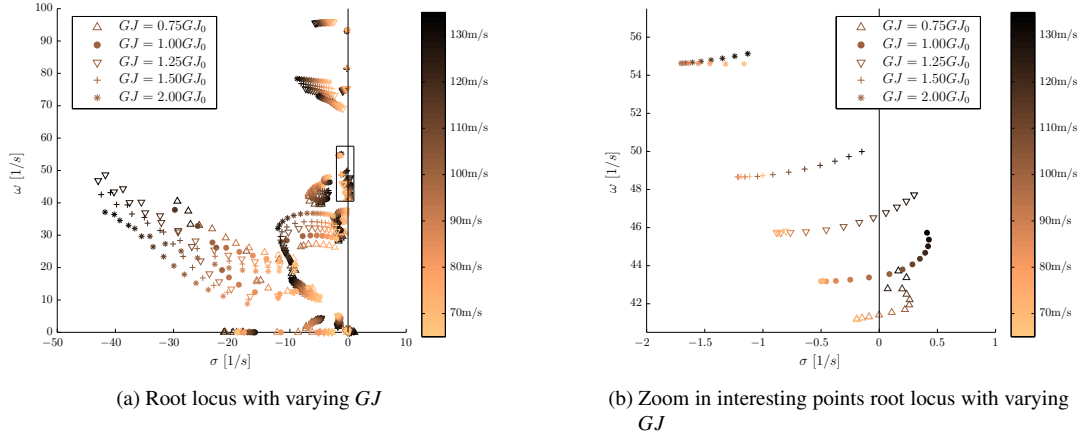 GJ = 0.75GJ₀
GJ = 1.00GJ₀
GJ = 1.25GJ₀
GJ = 1.50GJ₀
GJ = 2.00GJ₀
100
90
80
70
60
50
40
30
20
10
0
ω [1/s]
−50
−40
−30
−20
−10
0
10
σ [1/s]
130m/s
120m/s
110m/s
100m/s
90m/s
80m/s
70m/s
(a) Root locus with varying GJ
GJ = 0.75GJ₀
GJ = 1.00GJ₀
GJ = 1.25GJ₀
GJ = 1.50GJ₀
GJ = 2.00GJ₀
56
54
52
50
48
46
44
42
ω [1/s]
−2
−1.5
−1
−0.5
0
0.5
1
σ [1/s]
130m/s
120m/s
110m/s
100m/s
90m/s
80m/s
70m/s
(b) Zoom in interesting points root locus with varying
GJ